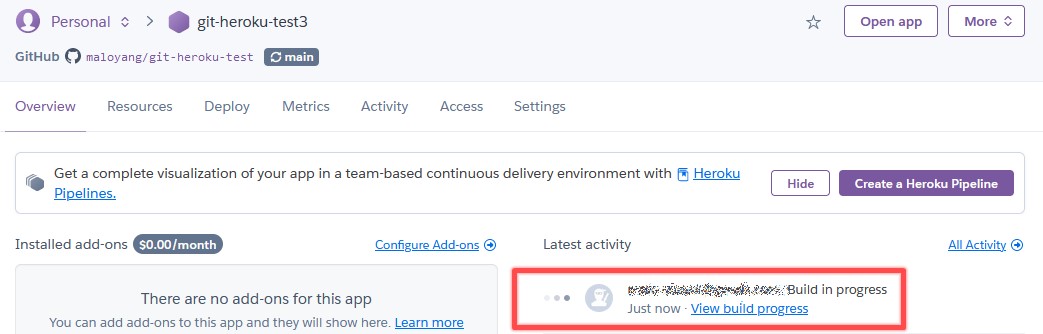 Personal git-heroku-test3 Open app More
GitHub maloyang/git-heroku-test main
Overview Resources Deploy Metrics Activity Access Settings
Get a complete visualization of your app in a team-based continuous delivery environment with Heroku
Pipelines.
Hide Create a Heroku Pipeline
Installed add-ons $0.00/month Configure Add-ons
There are no add-ons for this app
You can add add-ons to this app and they will show here. Learn more
Latest activity All Activity
Build in progress
Just now · View build progress